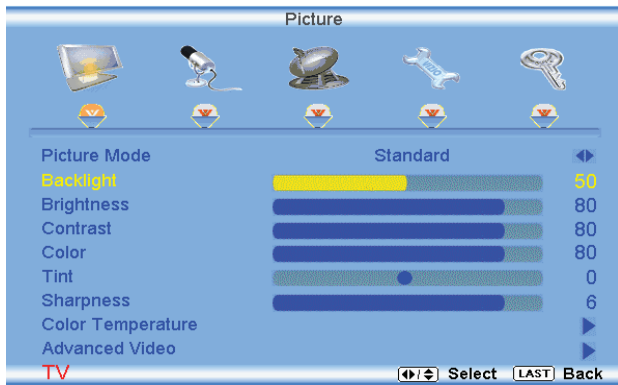 Picture
Picture Mode Standard
Backlight 50
Brightness 80
Contrast 80
Color 80
Tint 0
Sharpness 6
Color Temperature
Advanced Video
TV Select LAST Back